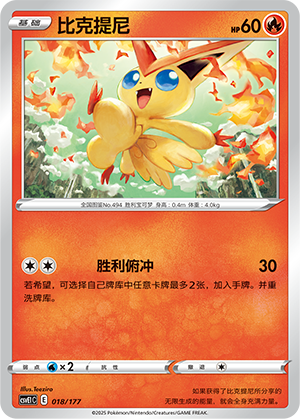 基础 比克提尼 HP60
全国图鉴No.494 胜利宝可梦 身高:0.4m 体重:4.0kg
胜利俯冲 30
若希望,可选择自己牌库中任意卡牌最多2张,加入手牌。并重
洗牌库。
弱点 ×2 抗性 撤退
Illus.Teeziro
018/177
如果获得了比克提尼所分享的
无限生成的能量,就会全身充满力量。
©2025 Pokémon/Nintendo/Creatures/GAME FREAK.